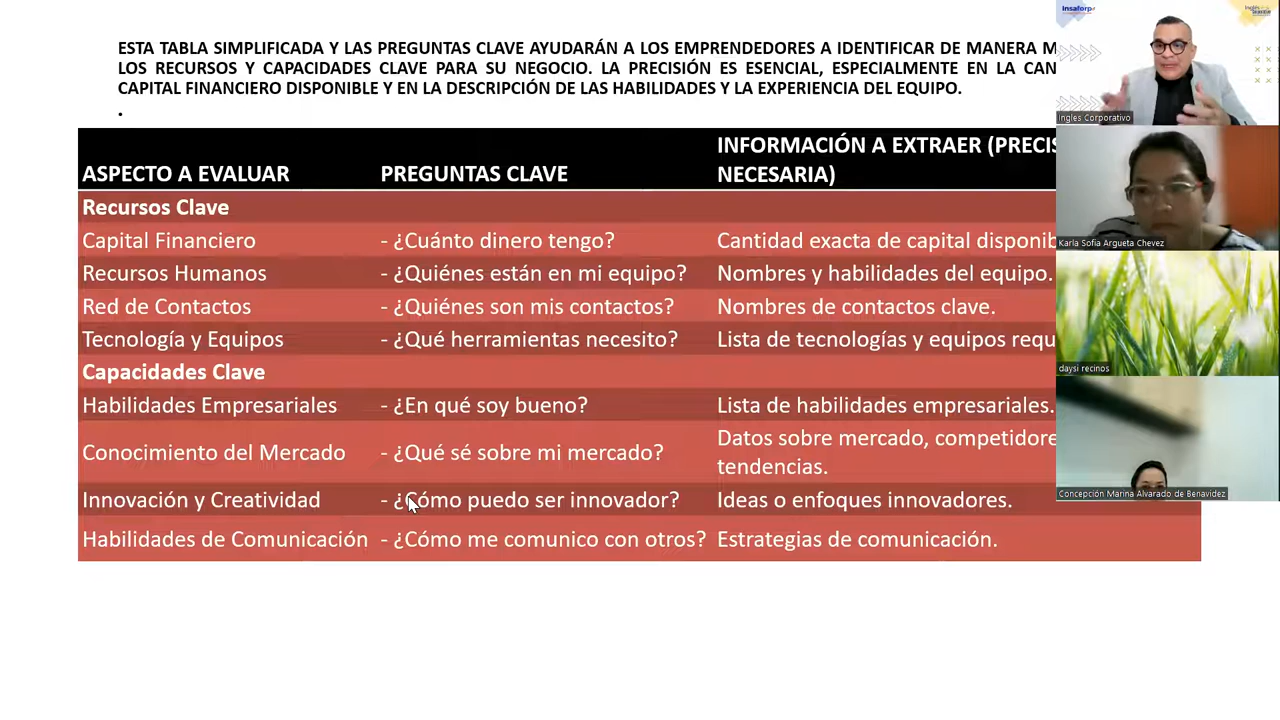 ESTA TABLA SIMPLIFICADA Y LAS PREGUNTAS CLAVE AYUDARÁN A LOS EMPRENDEDORES A IDENTIFICAR DE MANERA
LOS RECURSOS Y CAPACIDADES CLAVE PARA SU NEGOCIO. LA PRECISIÓN ES ESENCIAL, ESPECIALMENTE EN LA
CAPITAL FINANCIERO DISPONIBLE Y EN LA DESCRIPCIÓN DE LAS HABILIDADES Y LA EXPERIENCIA DEL EQUIPO.
.
ASPECTO A EVALUAR PREGUNTAS CLAVE INFORMACIÓN A EXTRAER NECESARIA)
Recursos Clave
Capital Financiero - ¿Cuánto dinero tengo? Cantidad exacta de capital
Recursos Humanos - ¿Quiénes están en mi equipo? Nombres y habilidades del equipo.
Red de Contactos - ¿Quiénes son mis contactos? Nombres de contactos clave.
Tecnología y Equipos - ¿Qué herramientas necesito? Lista de tecnologías y equipos
Capacidades Clave
Habilidades Empresariales - ¿En qué soy bueno? Lista de habilidades empresariales.
Conocimiento del Mercado - ¿Qué sé sobre mi mercado? Datos sobre mercado, tendencias.
Innovación y Creatividad - ¿Cómo puedo ser innovador? Ideas o enfoques innovadores.
Habilidades de Comunicación - ¿Cómo me comunico con otros? Estrategias de comunicación.
insaforp
Ingles Corporativo
Karla Sofia Argueta Chevez
daysi recinos
Concepción Marina Alvarado de Benavidez